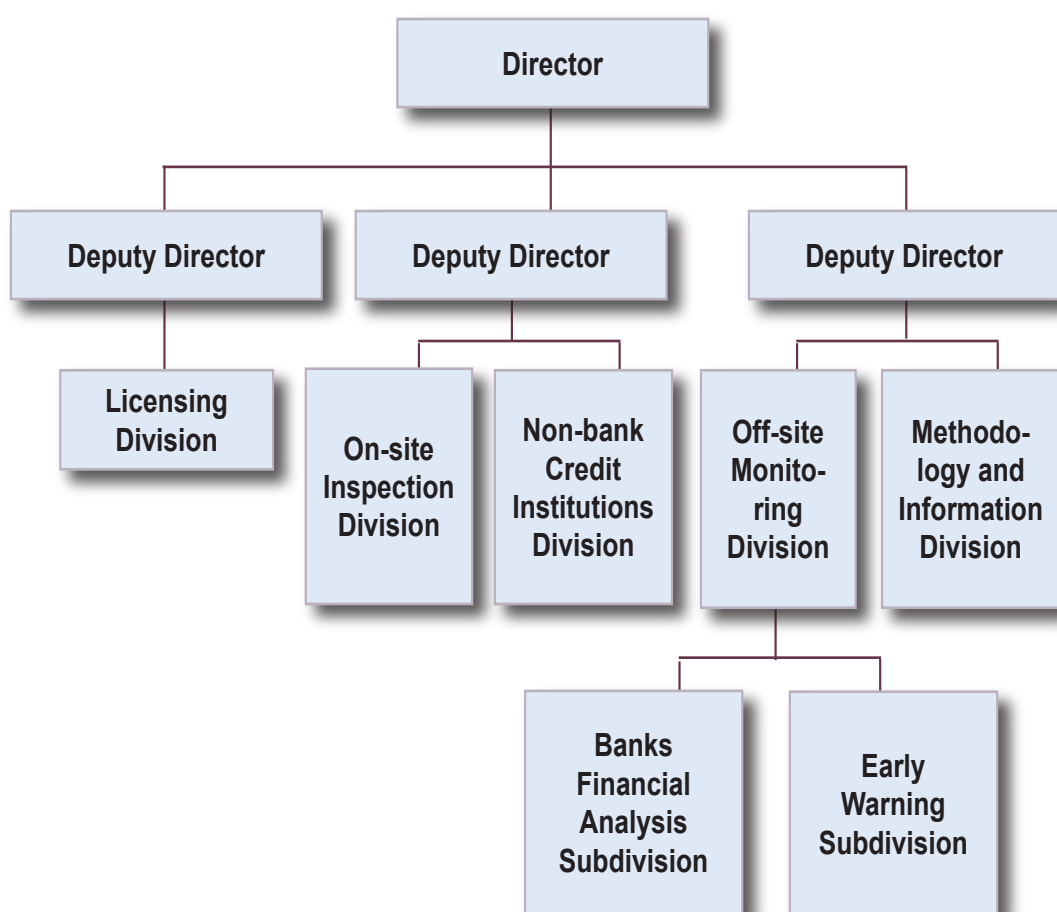 Director
Deputy Director
Deputy Director
Deputy Director
Licensing
Division
On-site
Inspection
Division
Non-bank
Credit
Institutions
Division
Off-site
Monito-
ring
Division
Methodo-
logy and
Information
Division
Banks
Financial
Analysis
Subdivision
Early
Warning
Subdivision